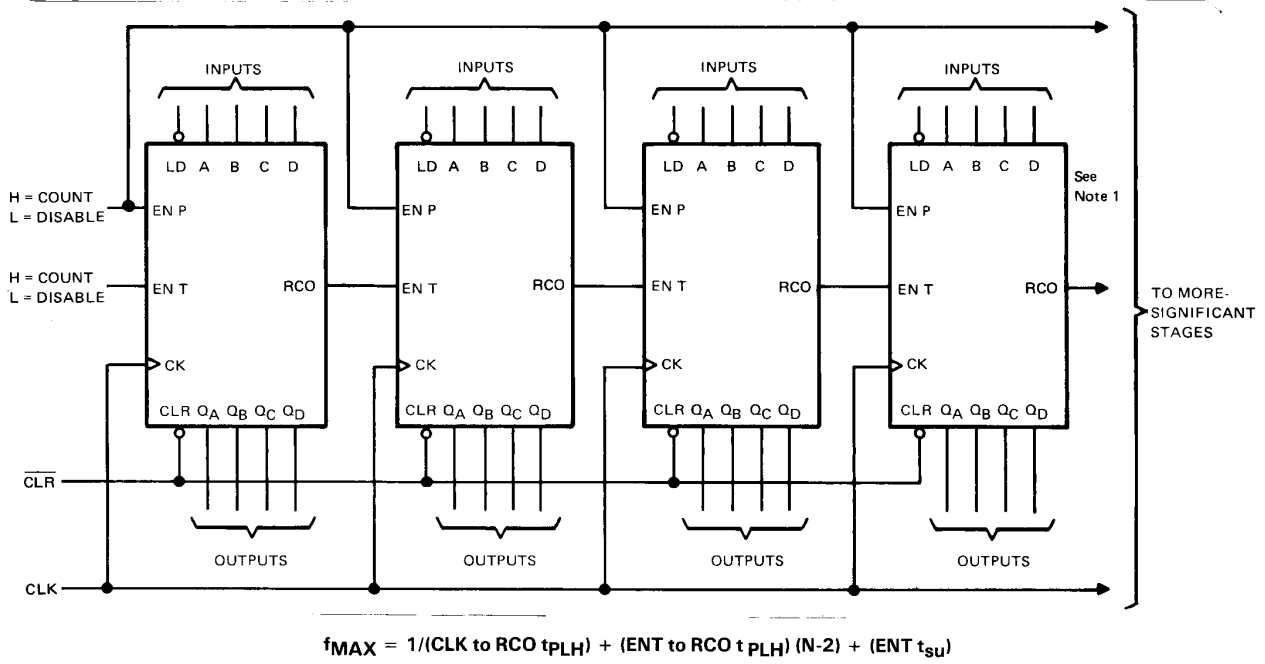 INPUTS INPUTS INPUTS INPUTS
LD A B C D LD A B C D LD A B C D LD A B C D
See
Note 1
H = COUNT
L = DISABLE
EN P EN P EN P EN P
H = COUNT
L = DISABLE
EN T RCO EN T RCO EN T RCO EN T RCO
TO MORE-
SIGNIFICANT
STAGES
CK CK CK CK
CLR QA QB QC QD CLR QA QB QC QD CLR QA QB QC QD CLR QA QB QC QD
C̅L̅R̅
OUTPUTS OUTPUTS OUTPUTS OUTPUTS
CLK
fMAX = 1/(CLK to RCO tPLH) + (ENT to RCO tPLH) (N-2) + (ENT tsu)